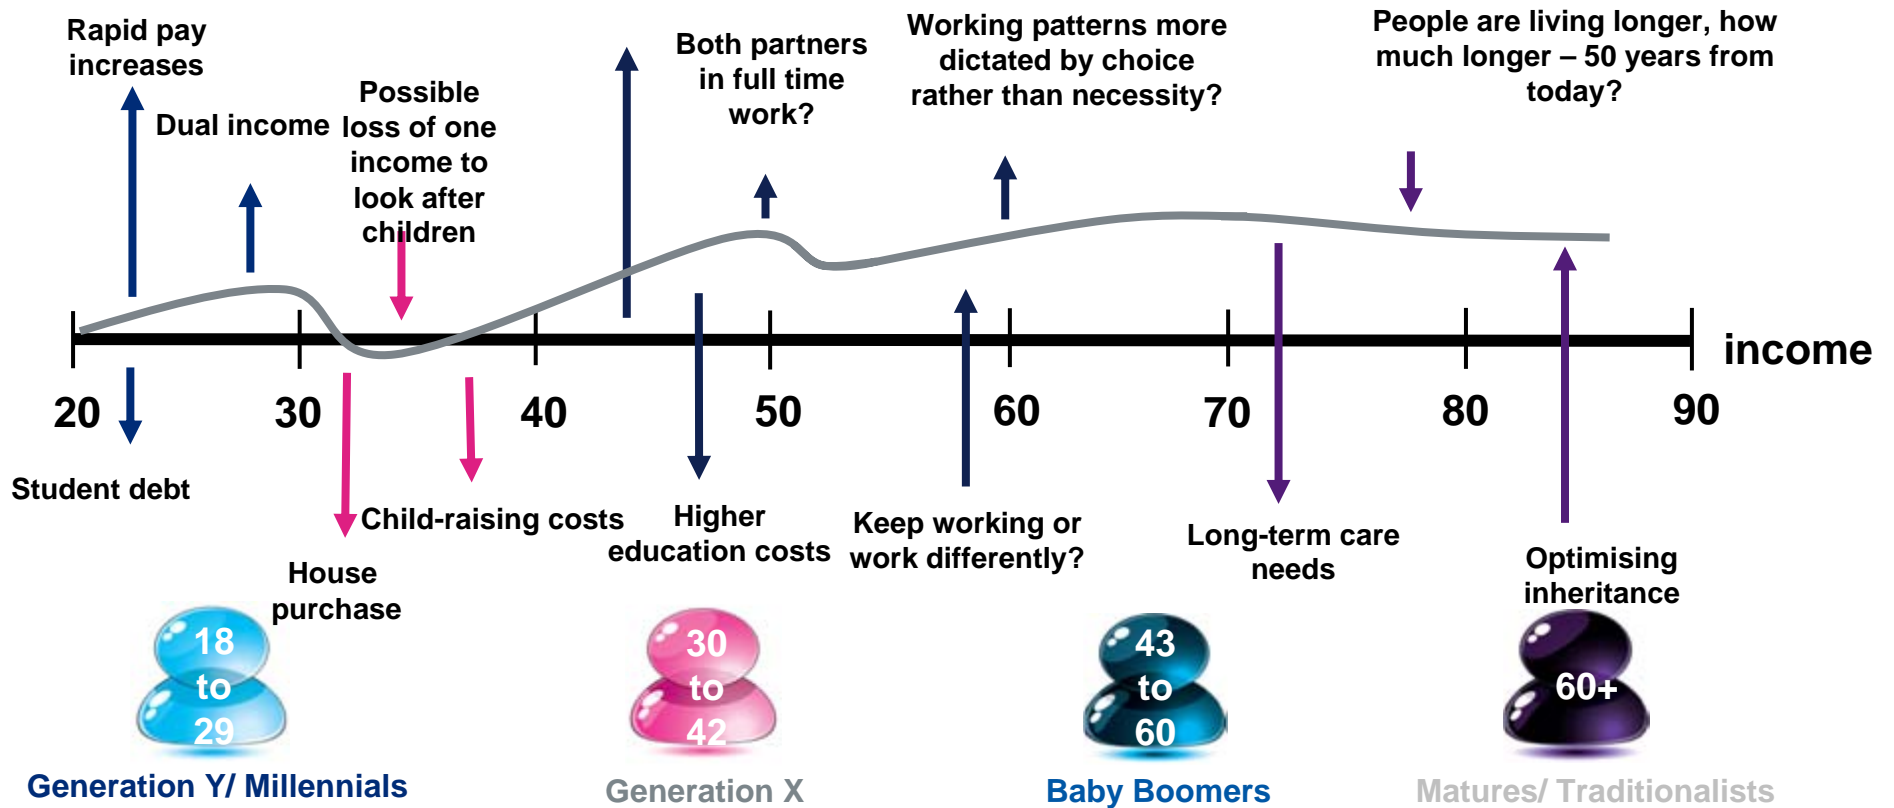 Rapid pay
increases
Dual income
Possible
loss of one
income to
look after
children
Both partners
in full time
work?
Working patterns more
dictated by choice
rather than necessity?
People are living longer, how
much longer – 50 years from
today?
income
20 30 40 50 60 70 80 90
Student debt
House
purchase
Child-raising costs
Higher
education costs
Keep working or
work differently?
Long-term care
needs
Optimising
inheritance
18
to
29
Generation Y/ Millennials
30
to
42
Generation X
43
to
60
Baby Boomers
60+
Matures/ Traditionalists